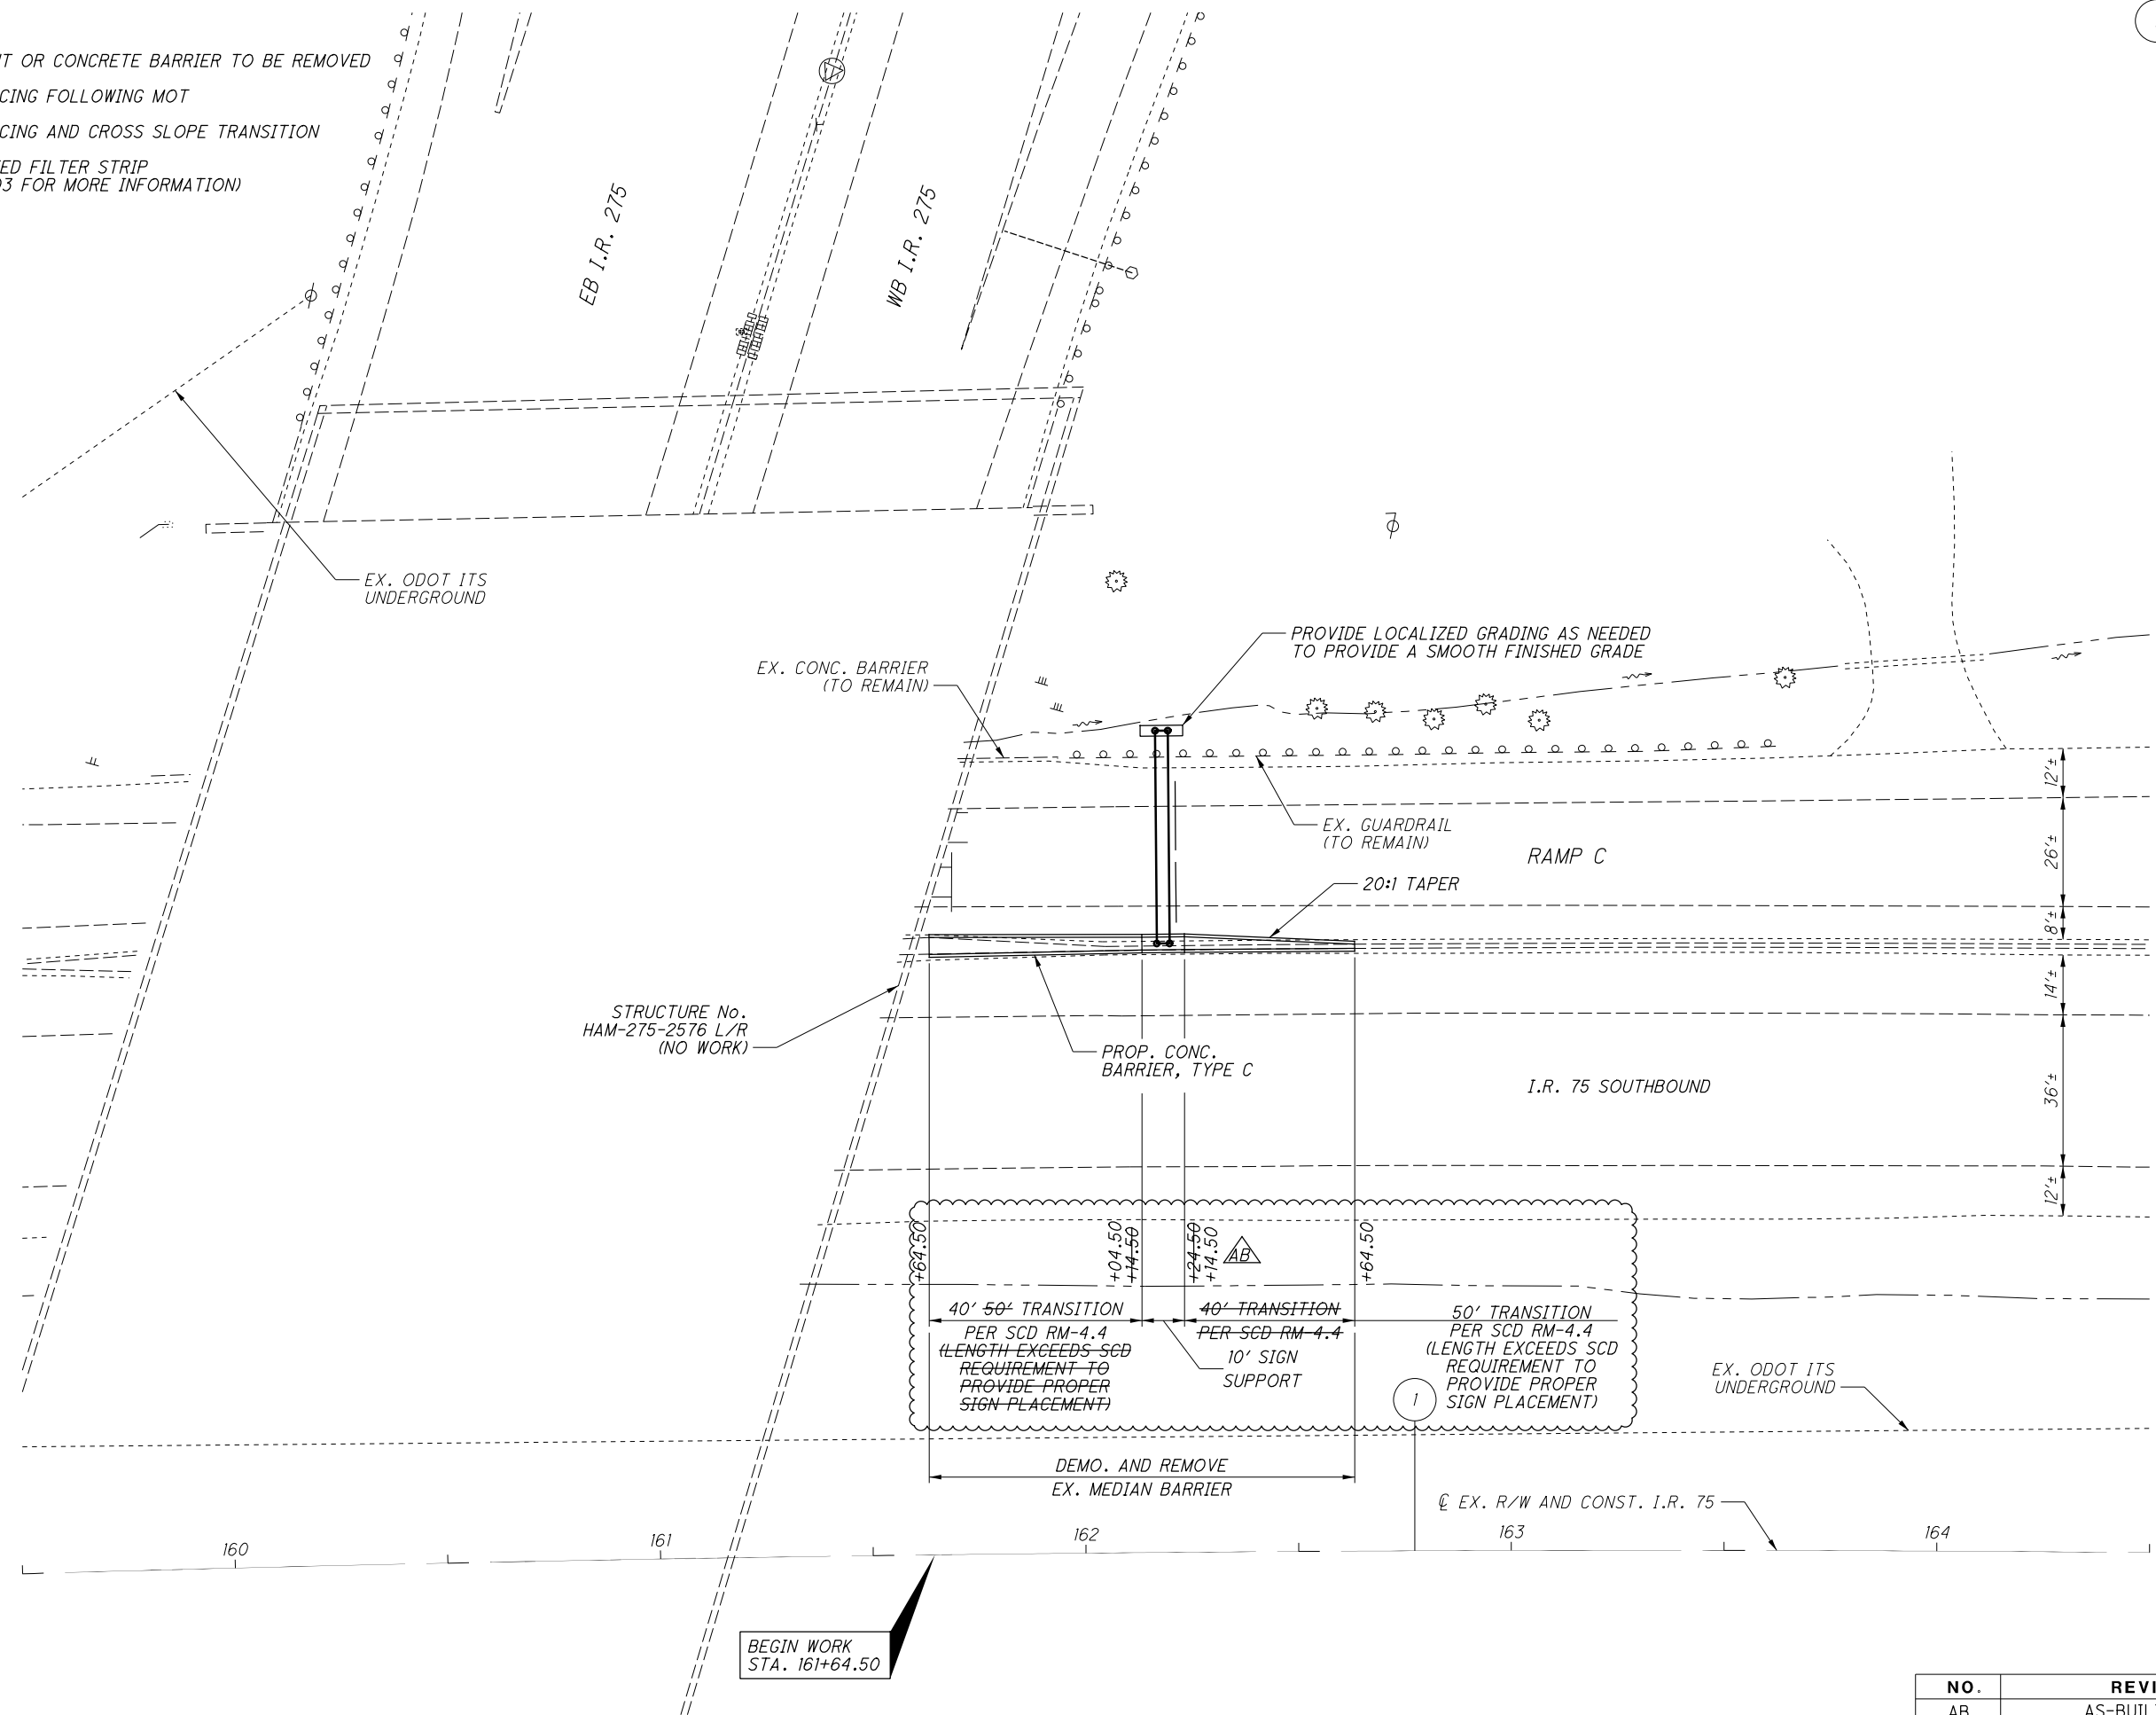 T OR CONCRETE BARRIER TO BE REMOVED
CING FOLLOWING MOT
CING AND CROSS SLOPE TRANSITION
ED FILTER STRIP
03 FOR MORE INFORMATION)
EB I.R. 275
WB I.R. 275
EX. ODOT ITS
UNDERGROUND
PROVIDE LOCALIZED GRADING AS NEEDED
TO PROVIDE A SMOOTH FINISHED GRADE
EX. CONC. BARRIER
(TO REMAIN)
12'±
EX. GUARDRAIL
(TO REMAIN)
RAMP C
26'±
20:1 TAPER
8'±
14'±
STRUCTURE No.
HAM-275-2576 L/R
(NO WORK)
PROP. CONC.
BARRIER, TYPE C
I.R. 75 SOUTHBOUND
36'±
12'±
+64.50
+04.50
+14.50
+24.50
+14.50
AB
+64.50
40' 50' TRANSITION
PER SCD RM-4.4
(LENGTH EXCEEDS SCD
REQUIREMENT TO
PROVIDE PROPER
SIGN PLACEMENT)
40' TRANSITION
PER SCD RM-4.4
10' SIGN
SUPPORT
50' TRANSITION
PER SCD RM-4.4
(LENGTH EXCEEDS SCD
REQUIREMENT TO
PROVIDE PROPER
SIGN PLACEMENT)
1
EX. ODOT ITS
UNDERGROUND
DEMO. AND REMOVE
EX. MEDIAN BARRIER
℄ EX. R/W AND CONST. I.R. 75
160
161
162
163
164
BEGIN WORK
STA. 161+64.50
NO. REVI
AB AS-BUIL